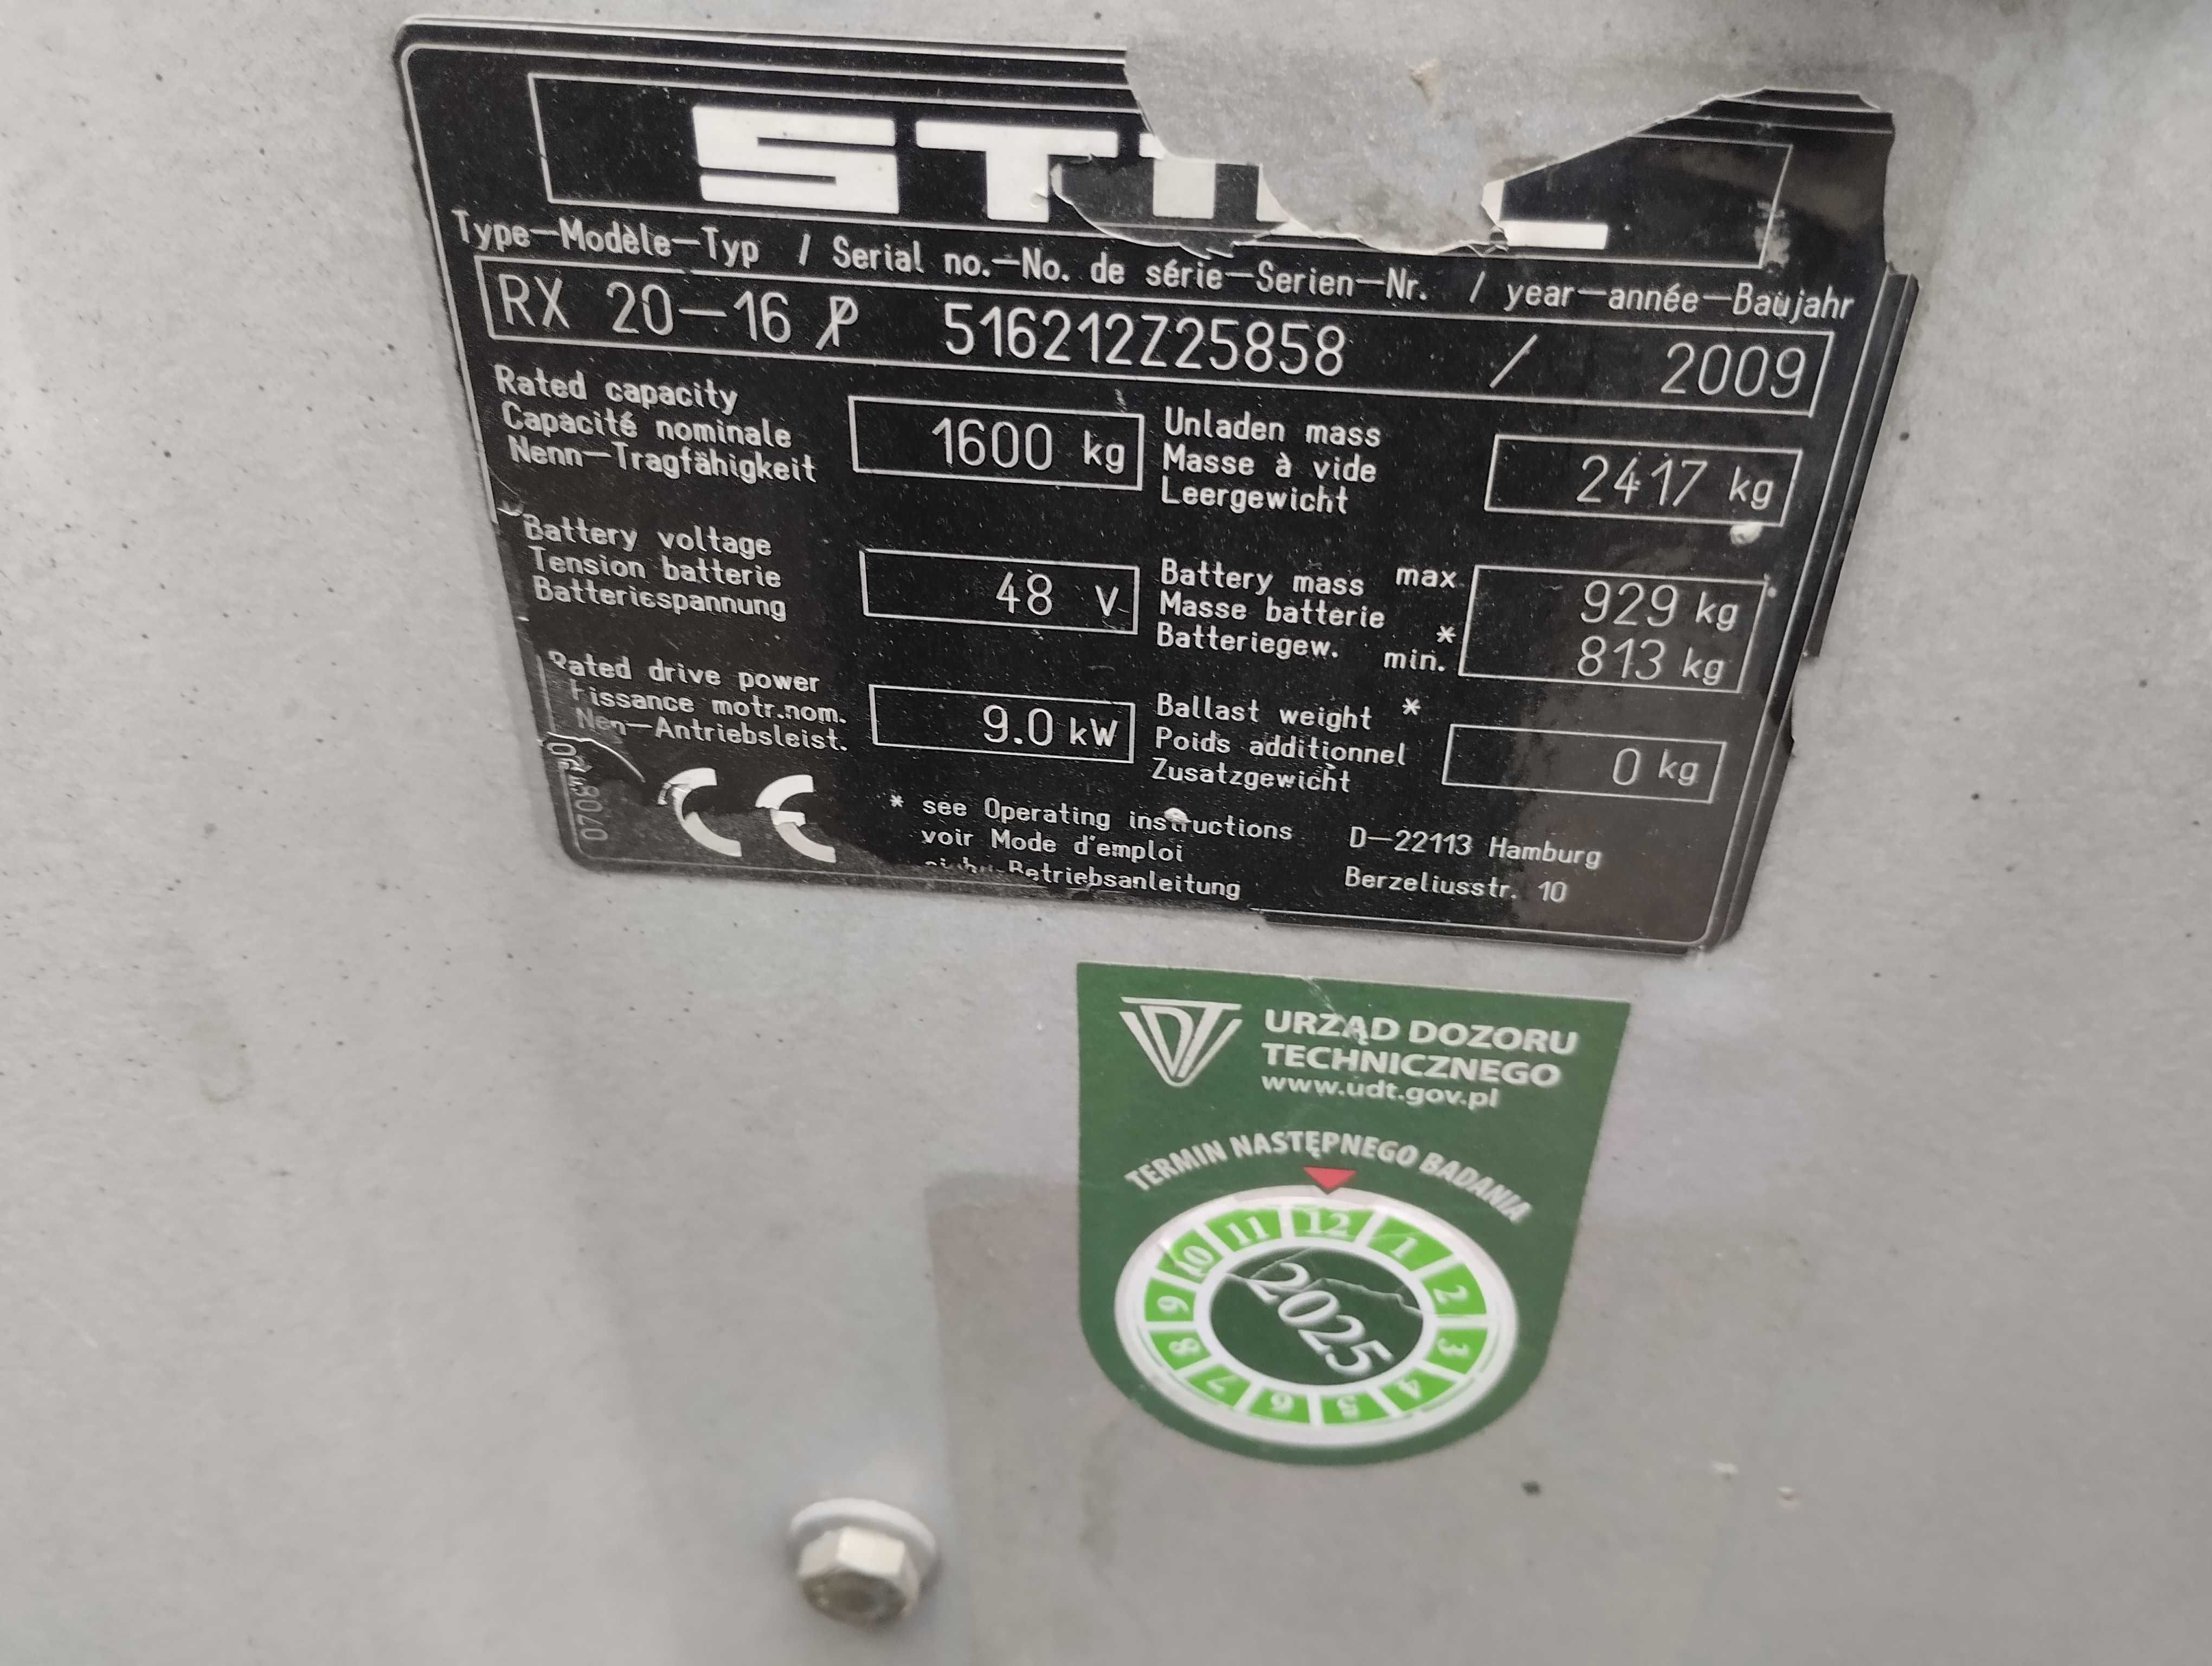 STILL
Type—Modèle—Typ / Serial no.—No. de série—Serien—Nr. / year—année—Baujahr
RX 20—16 P 516212Z25858 / 2009
Rated capacity
Capacité nominale
Nenn—Tragfähigkeit
1600 kg
Unladen mass
Masse à vide
Leergewicht
2417 kg
Battery voltage
Tension batterie
Batteriespannung
48 V
Battery mass max
Masse batterie
Batteriegew. * min.
929 kg
813 kg
Rated drive power
issance motr.nom.
Nen—Antriebsleist.
9.0 kW
Ballast weight *
Poids additionnel
Zusatzgewicht
0 kg
CE
* see Operating instructions
voir Mode d'emploi
Betriebsanleitung
D—22113 Hamburg
Berzeliusstr. 10
UDT
URZĄD DOZORU
TECHNICZNEGO
www.udt.gov.pl
TERMIN NASTĘPNEGO BADANIA
12 1 2 3 4 5 6 7 8 9 10 11
2025